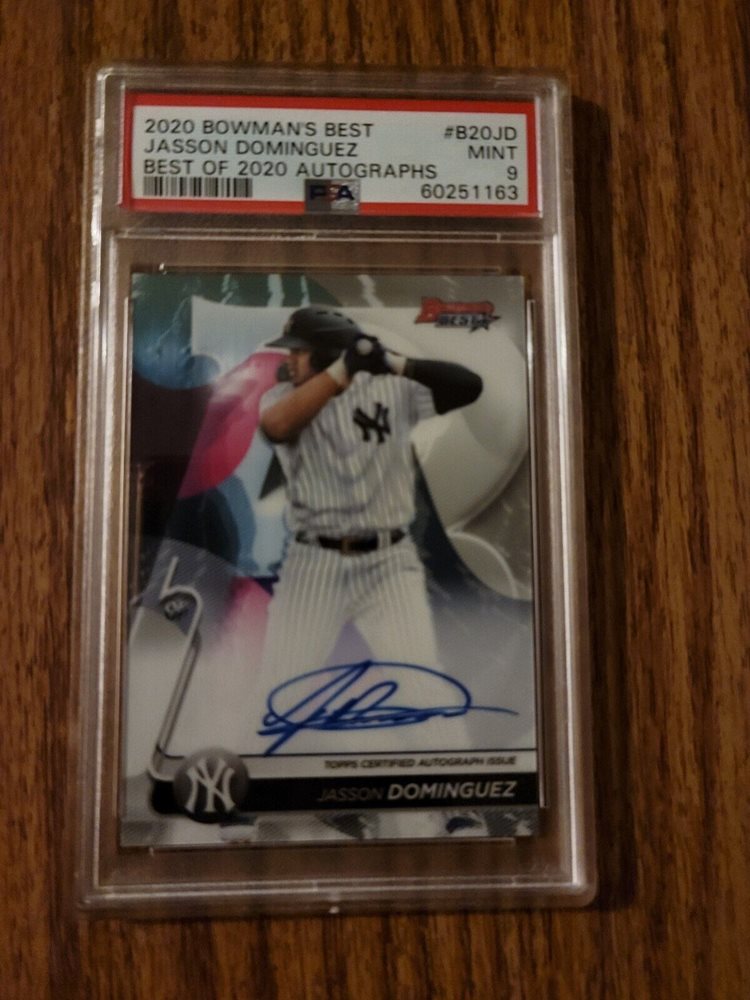 2020 BOWMAN'S BEST #B20JD
JASSON DOMINGUEZ MINT
BEST OF 2020 AUTOGRAPHS 9
PSA 60251163
BOWMAN'S
BEST
NY
TOPPS CERTIFIED AUTOGRAPH ISSUE
NY JASSON DOMINGUEZ